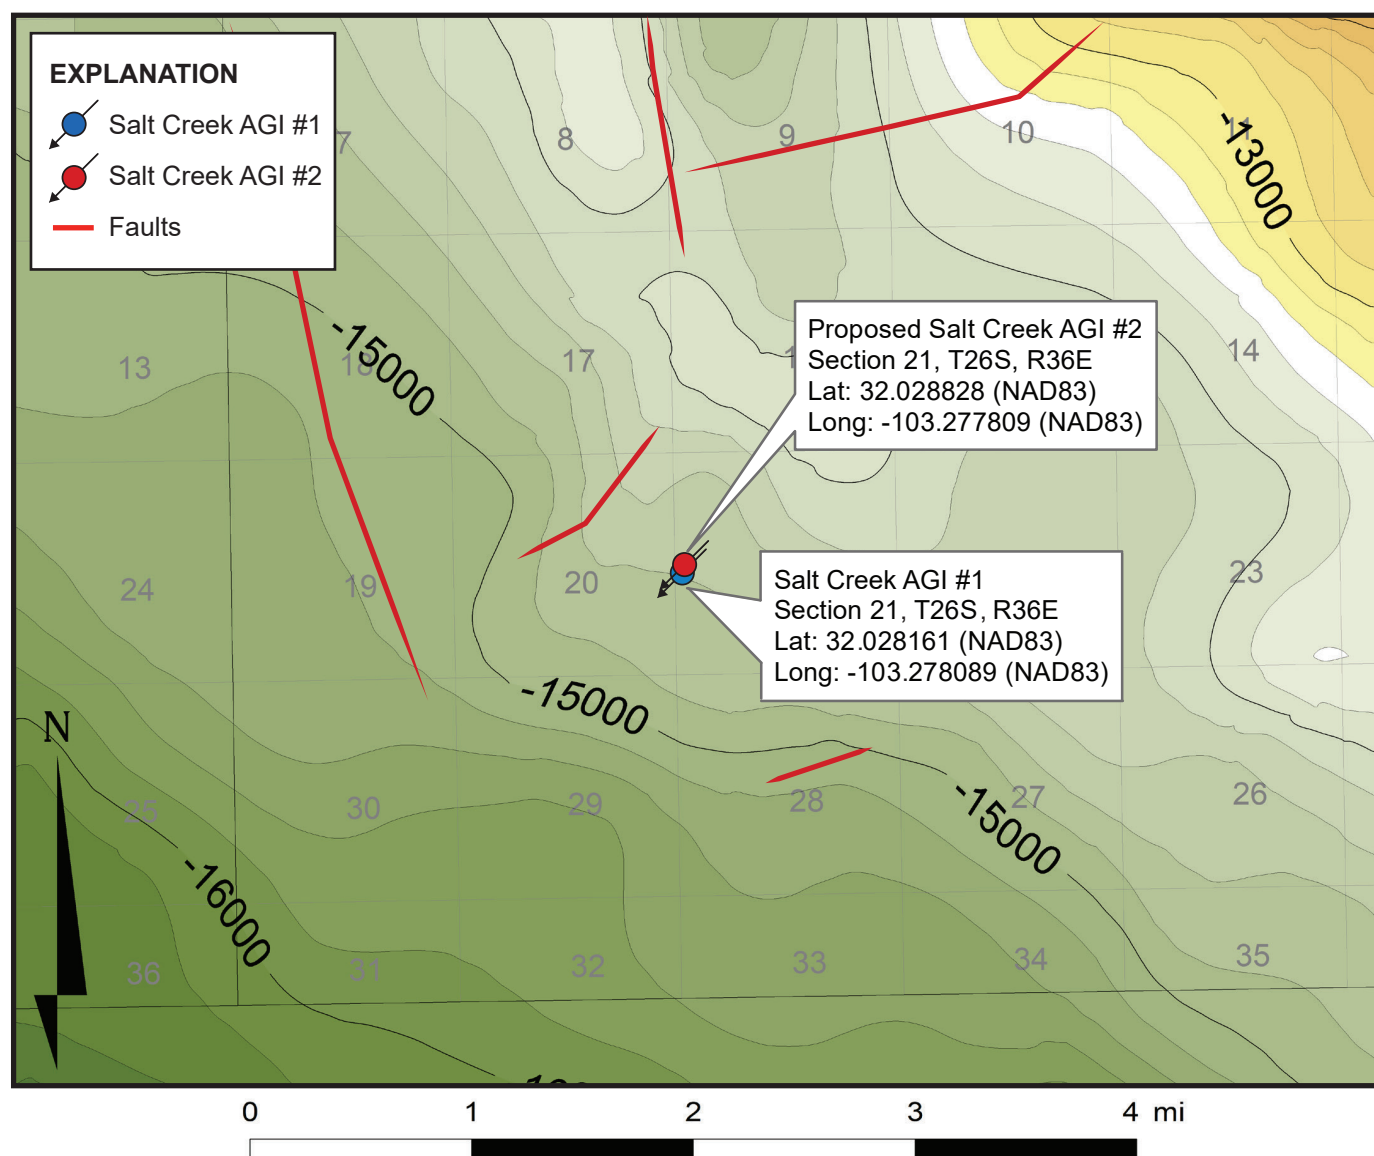 EXPLANATION
Salt Creek AGI #1
Salt Creek AGI #2
Faults
7
8
9
10
11
-13000
-15000
13
18
17
14
Proposed Salt Creek AGI #2
Section 21, T26S, R36E
Lat: 32.028828 (NAD83)
Long: -103.277809 (NAD83)
24
19
20
23
Salt Creek AGI #1
Section 21, T26S, R36E
Lat: 32.028161 (NAD83)
Long: -103.278089 (NAD83)
-15000
N
25
30
29
28
27
26
-15000
-16000
36
31
32
33
34
35
0 1 2 3 4 mi